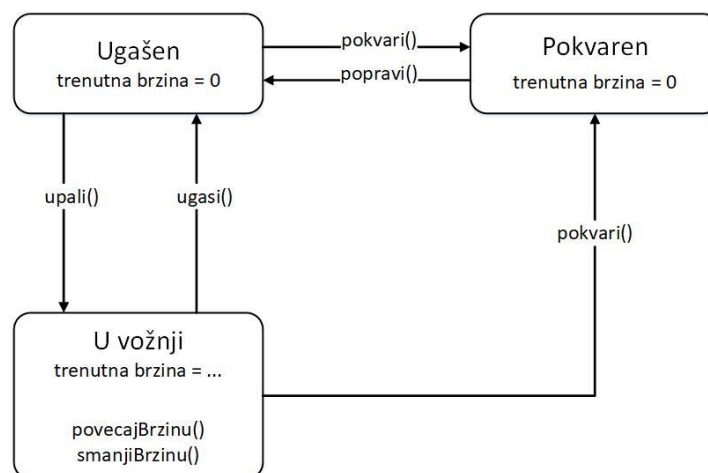 Ugašen
trenutna brzina = 0
pokvari()
popravi()
Pokvaren
trenutna brzina = 0
upali()
ugasi()
pokvari()
U vožnji
trenutna brzina = ...
povecajBrzinu()
smanjiBrzinu()